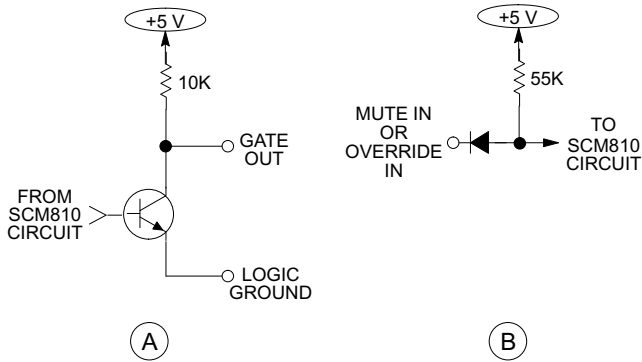 +5 V
10K
GATE
OUT
FROM
SCM810
CIRCUIT
LOGIC
GROUND
A
+5 V
55K
MUTE IN
OR
OVERRIDE
IN
TO
SCM810
CIRCUIT
B